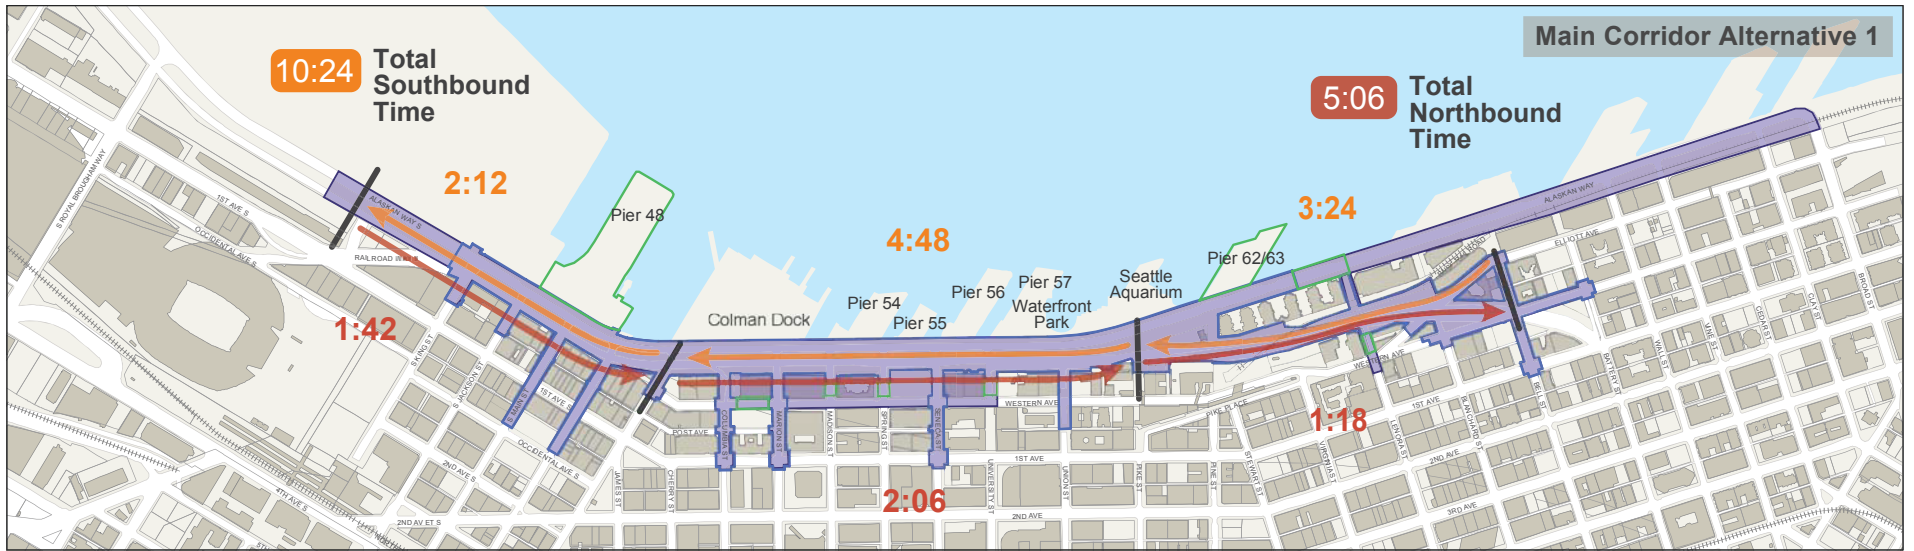 Main Corridor Alternative 1
10:24
Total
Southbound
Time
5:06
Total
Northbound
Time
2:12
4:48
3:24
1:42
2:06
1:18
Pier 48
Colman Dock
Pier 54
Pier 55
Pier 56
Pier 57
Waterfront
Park
Seattle
Aquarium
Pier 62/63
S ROYAL BROUGHAM WAY
1ST AVE S
OCCIDENTAL AVE S
RAILROAD WAY S
ALASKAN WAY S
S KING ST
S JACKSON ST
S MAIN ST
1ST AVE S
OCCIDENTAL AVE S
2ND AVE S
4TH AVE S
2ND AV ET S
JAMES ST
CHERRY ST
POST AVE
COLUMBIA ST
MARION ST
MADISON ST
SPRING ST
SENECA ST
UNIVERSITY ST
UNION ST
WESTERN AVE
1ST AVE
2ND AVE
PIKE ST
PINE ST
PIKE PLACE
STEWART ST
VIRGINIA ST
LENORA ST
BLANCHARD ST
WESTERN AVE
1ST AVE
2ND AVE
3RD AVE
BELL ST
BATTERY ST
WALL ST
VINE ST
CEDAR ST
CLAY ST
BROAD ST
ELLIOTT AVE
ALASKAN WAY